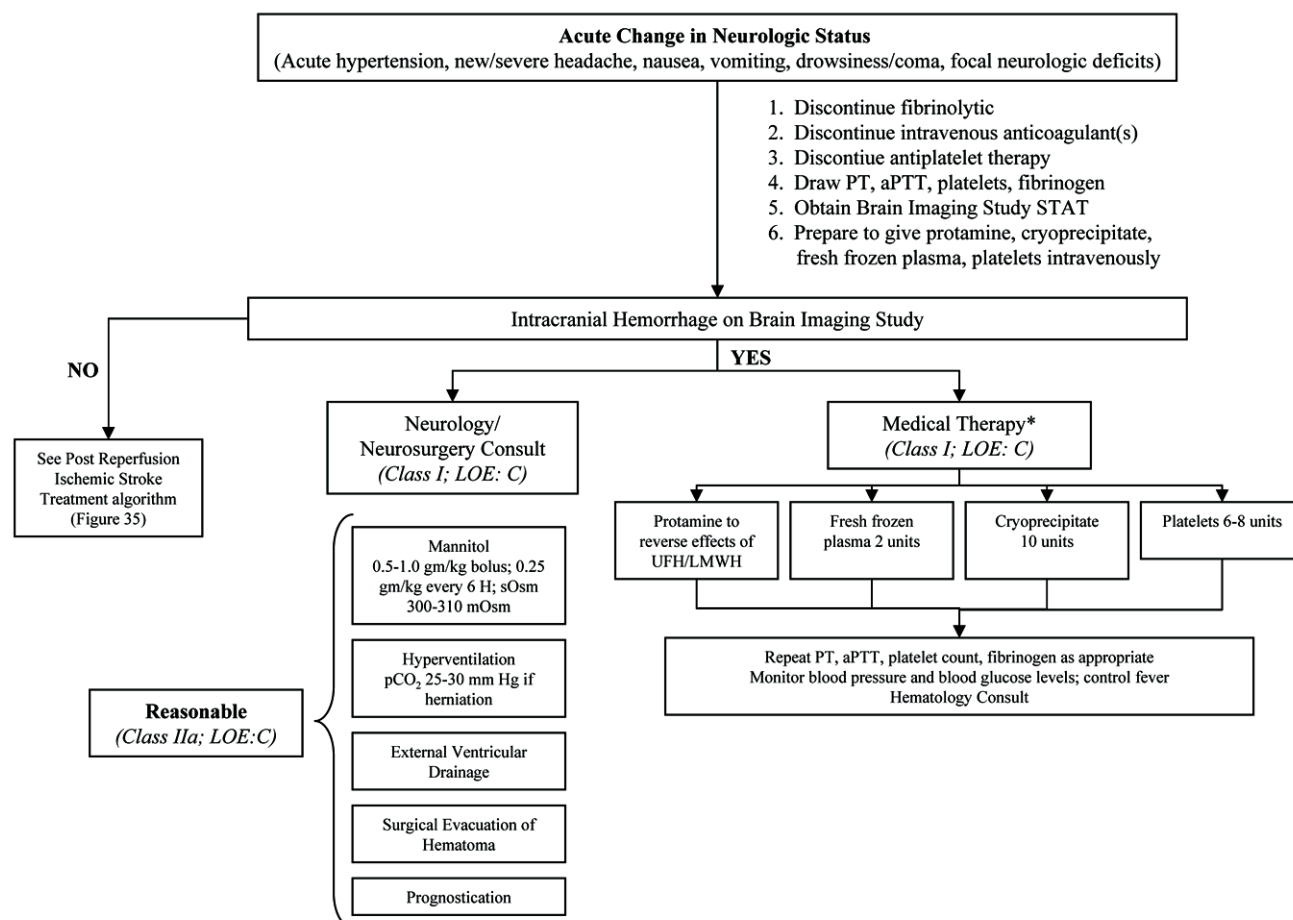 Acute Change in Neurologic Status
(Acute hypertension, new/severe headache, nausea, vomiting, drowsiness/coma, focal neurologic deficits)
1. Discontinue fibrinolytic
2. Discontinue intravenous anticoagulant(s)
3. Discontiue antiplatelet therapy
4. Draw PT, aPTT, platelets, fibrinogen
5. Obtain Brain Imaging Study STAT
6. Prepare to give protamine, cryoprecipitate,
fresh frozen plasma, platelets intravenously
Intracranial Hemorrhage on Brain Imaging Study
NO
YES
See Post Reperfusion
Ischemic Stroke
Treatment algorithm
(Figure 35)
Neurology/
Neurosurgery Consult
(Class I; LOE: C)
Medical Therapy*
(Class I; LOE: C)
Protamine to
reverse effects of
UFH/LMWH
Fresh frozen
plasma 2 units
Cryoprecipitate
10 units
Platelets 6-8 units
Repeat PT, aPTT, platelet count, fibrinogen as appropriate
Monitor blood pressure and blood glucose levels; control fever
Hematology Consult
Reasonable
(Class IIa; LOE:C)
Mannitol
0.5-1.0 gm/kg bolus; 0.25
gm/kg every 6 H; sOsm
300-310 mOsm
Hyperventilation
pCO₂ 25-30 mm Hg if
herniation
External Ventricular
Drainage
Surgical Evacuation of
Hematoma
Prognostication